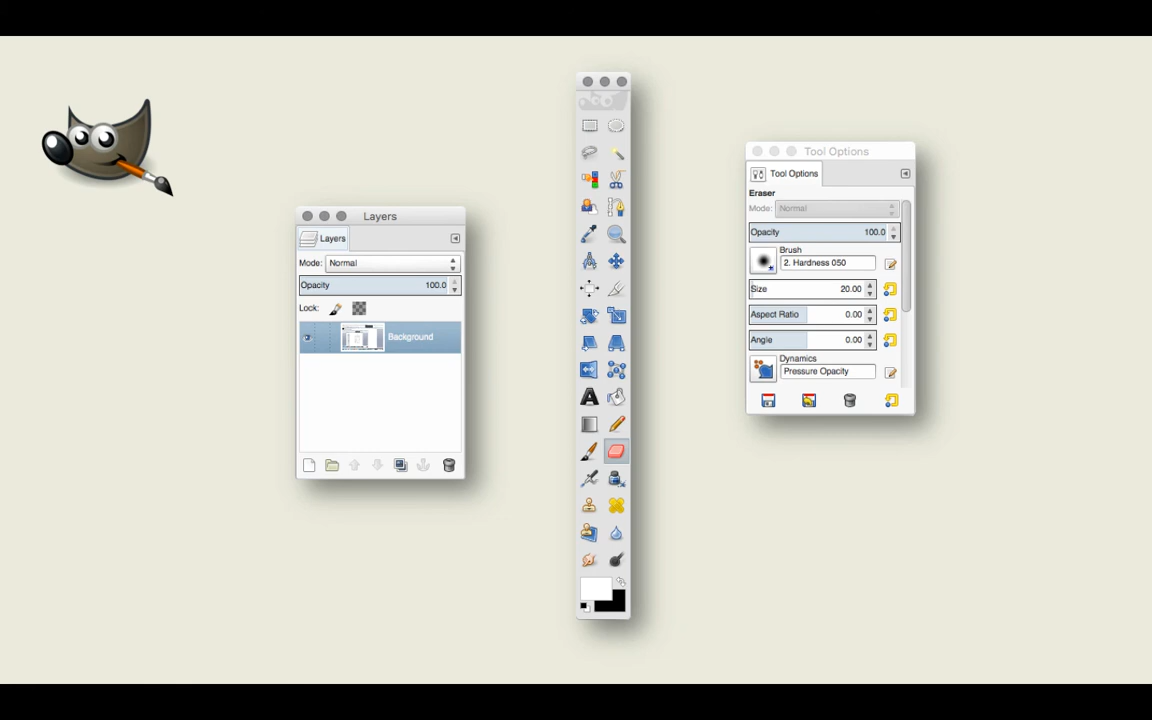 Layers
Layers
Mode: Normal
Opacity 100.0
Lock:
Background
A
Tool Options
Tool Options
Eraser
Mode: Normal
Opacity 100.0
Brush
2. Hardness 050
Size 20.00
Aspect Ratio 0.00
Angle 0.00
Dynamics
Pressure Opacity